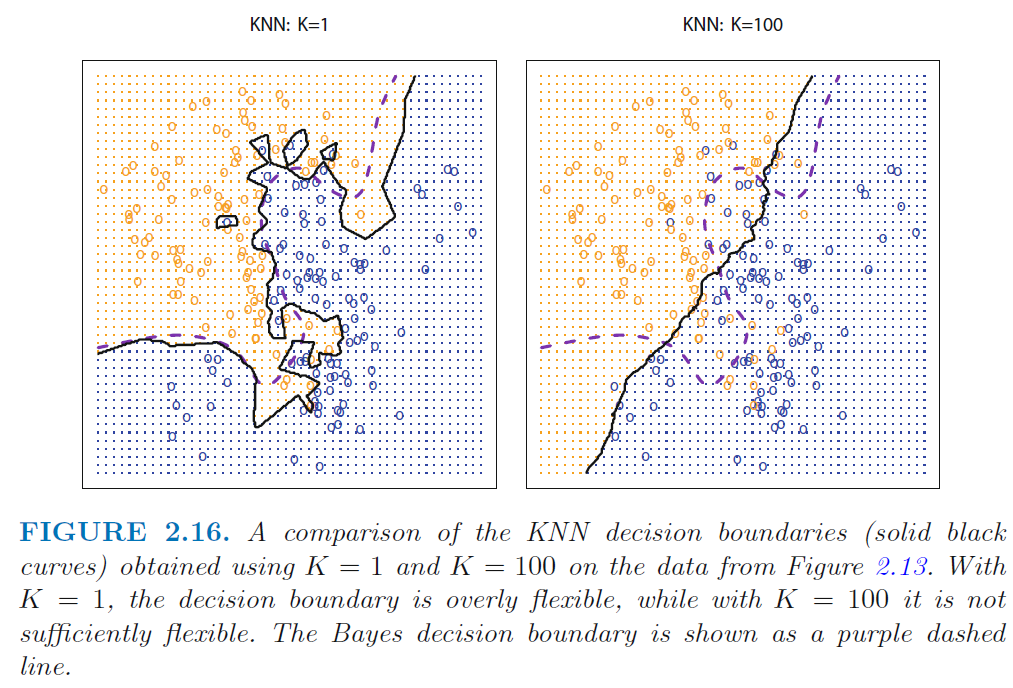 KNN: K=1
KNN: K=100
FIGURE 2.16. A comparison of the KNN decision boundaries (solid black
curves) obtained using K = 1 and K = 100 on the data from Figure 2.13. With
K = 1, the decision boundary is overly flexible, while with K = 100 it is not
sufficiently flexible. The Bayes decision boundary is shown as a purple dashed
line.